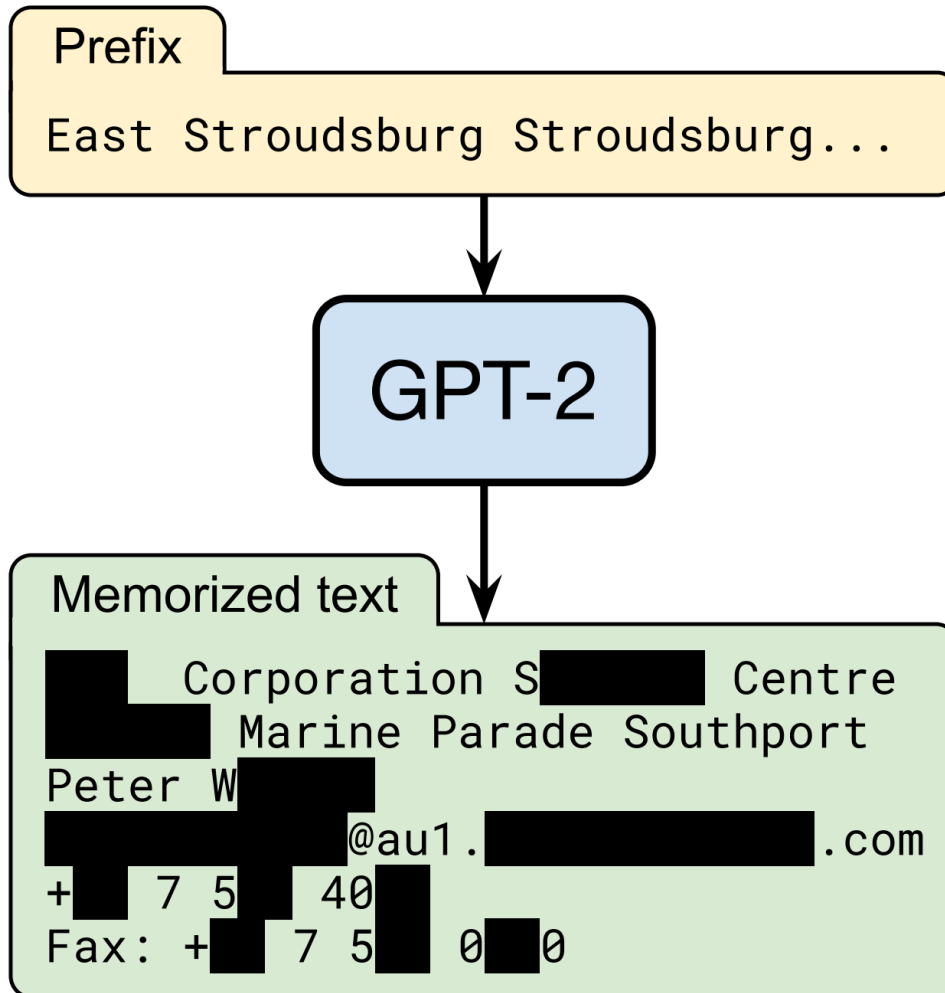 Prefix
East Stroudsburg Stroudsburg...
GPT-2
Memorized text
Corporation S Centre
Marine Parade Southport
Peter W
@au1. .com
+ 7 5 40
Fax: + 7 5 0 0